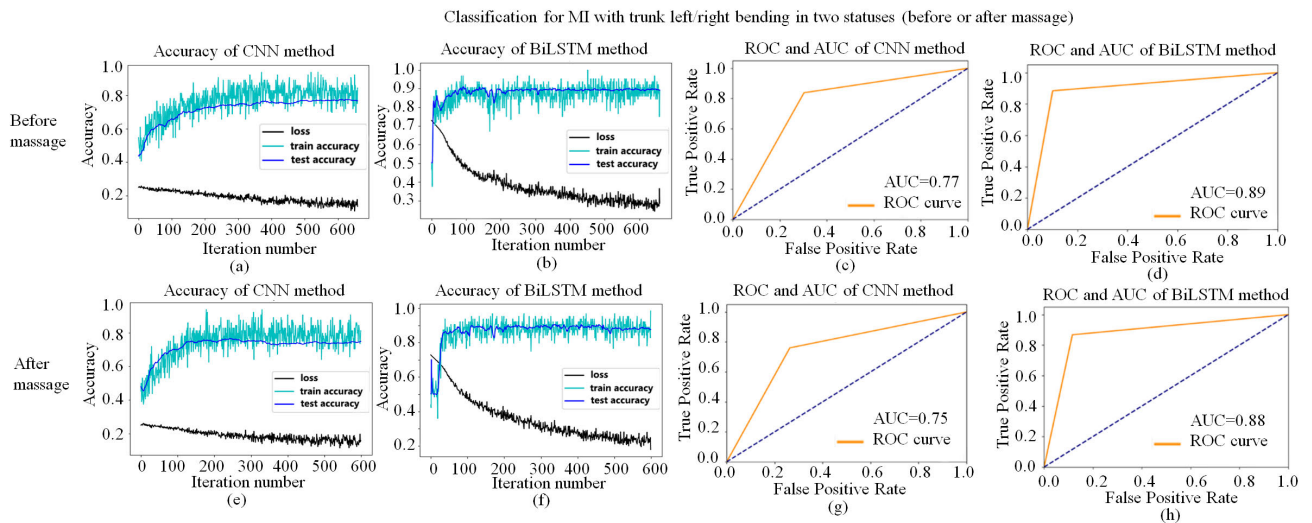 Classification for MI with trunk left/right bending in two statuses (before or after massage)
Before massage
Accuracy of CNN method
1.0
0.8
0.6
0.4
0.2
Accuracy
loss
train accuracy
test accuracy
0 100 200 300 400 500 600
Iteration number
(a)
Accuracy of BiLSTM method
1.0
0.9
0.8
0.7
0.6
0.5
0.4
0.3
Accuracy
loss
train accuracy
test accuracy
0 100 200 300 400 500 600
Iteration number
(b)
ROC and AUC of CNN method
1.0
0.8
0.6
0.4
0.2
0.0
True Positive Rate
AUC=0.77
ROC curve
0.0 0.2 0.4 0.6 0.8 1.0
False Positive Rate
(c)
ROC and AUC of BiLSTM method
1.0
0.8
0.6
0.4
0.2
0.0
True Positive Rate
AUC=0.89
ROC curve
0.0 0.2 0.4 0.6 0.8 1.0
False Positive Rate
(d)
After massage
Accuracy of CNN method
1.0
0.8
0.6
0.4
0.2
Accuracy
loss
train accuracy
test accuracy
0 100 200 300 400 500 600
Iteration number
(e)
Accuracy of BiLSTM method
1.0
0.9
0.8
0.7
0.6
0.4
0.3
0.2
Accuracy
loss
train accuracy
test accuracy
0 100 200 300 400 500 600
Iteration number
(f)
ROC and AUC of CNN method
1.0
0.8
0.6
0.4
0.2
0.0
True Positive Rate
AUC=0.75
ROC curve
0.0 0.2 0.4 0.6 0.8 1.0
False Positive Rate
(g)
ROC and AUC of BiLSTM method
1.0
0.8
0.6
0.4
0.2
0.0
True Positive Rate
AUC=0.88
ROC curve
0.0 0.2 0.4 0.6 0.8 1.0
False Positive Rate
(h)